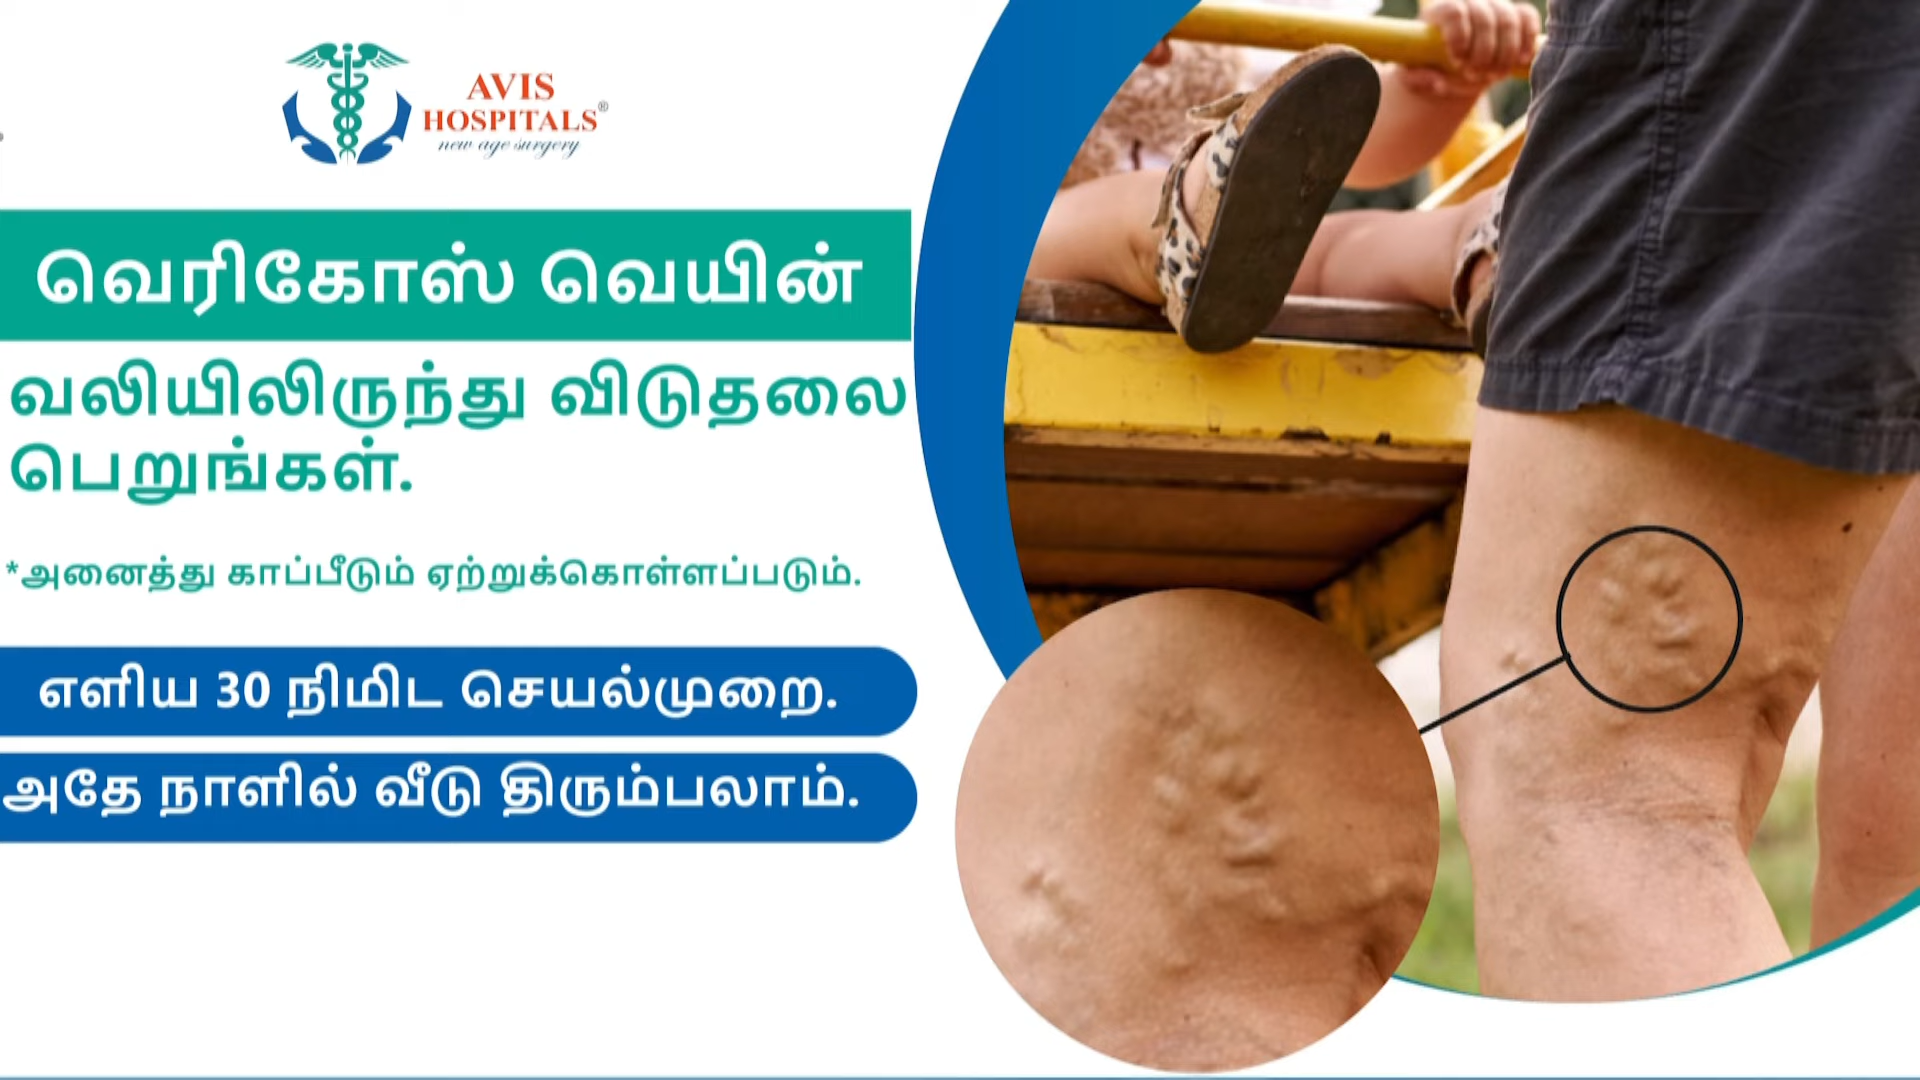 AVIS
HOSPITALS®
new age surgery
வெரிகோஸ் வெயின்
வலியிலிருந்து விடுதலை
பெறுங்கள்.
*அனைத்து காப்பீடும் ஏற்றுக்கொள்ளப்படும்.
எளிய 30 நிமிட செயல்முறை.
அதே நாளில் வீடு திரும்பலாம்.